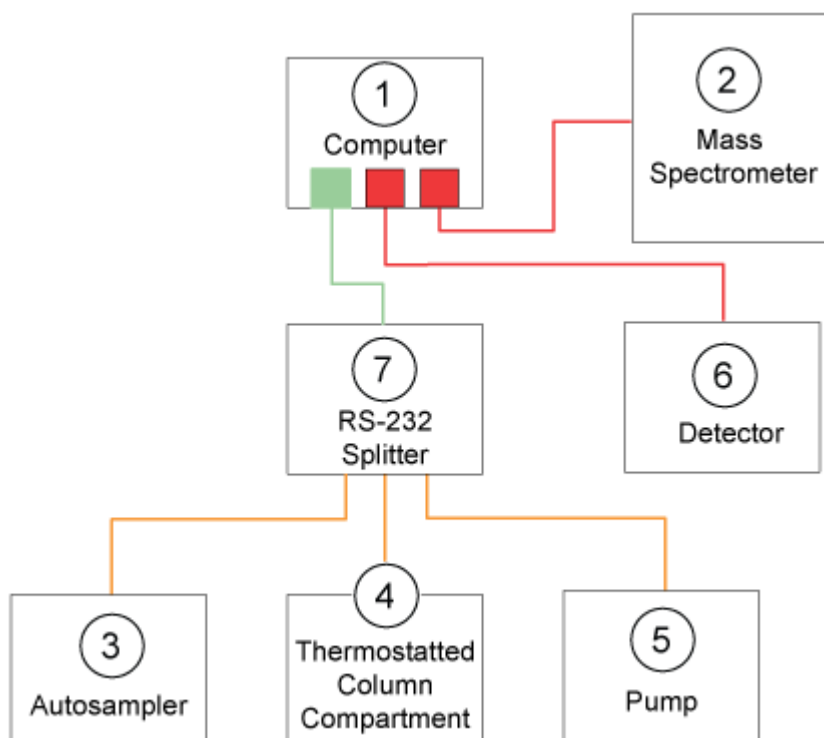 1
Computer
2
Mass
Spectrometer
7
RS-232
Splitter
6
Detector
3
Autosampler
4
Thermostatted
Column
Compartment
5
Pump